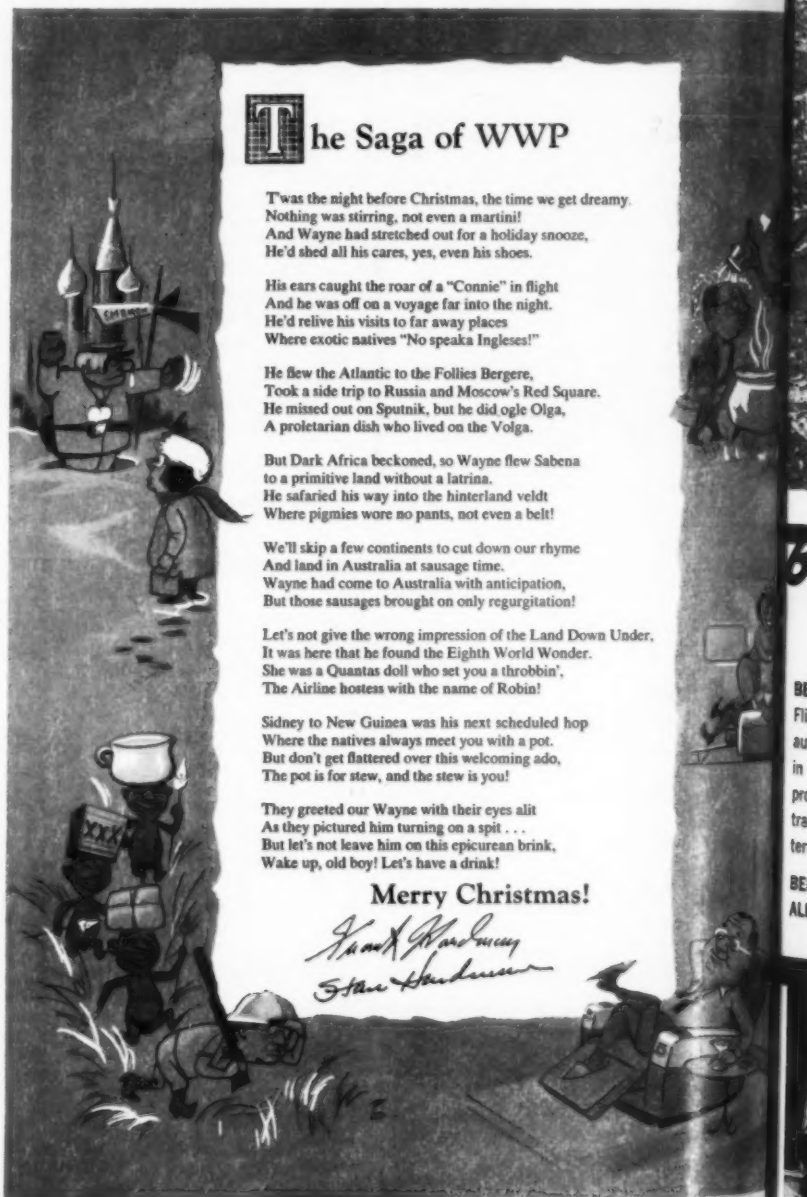 The Saga of WWP
T'was the night before Christmas, the time we get dreamy.
Nothing was stirring, not even a martini!
And Wayne had stretched out for a holiday snooze,
He'd shed all his cares, yes, even his shoes.
His ears caught the roar of a "Connie" in flight
And he was off on a voyage far into the night.
He'd relive his visits to far away places
Where exotic natives "No speaka Ingleses!"
He flew the Atlantic to the Follies Bergere,
Took a side trip to Russia and Moscow's Red Square.
He missed out on Sputnik, but he did ogle Olga,
A proletarian dish who lived on the Volga.
But Dark Africa beckoned, so Wayne flew Sabena
to a primitive land without a latrina.
He safaried his way into the hinterland veldt
Where pigmies wore no pants, not even a belt!
We'll skip a few continents to cut down our rhyme
And land in Australia at sausage time.
Wayne had come to Australia with anticipation,
But those sausages brought on only regurgitation!
Let's not give the wrong impression of the Land Down Under,
It was here that he found the Eighth World Wonder.
She was a Quantas doll who set you a throbbin',
The Airline hostess with the name of Robin!
Sidney to New Guinea was his next scheduled hop
Where the natives always meet you with a pot.
But don't get flattered over this welcoming ado,
The pot is for stew, and the stew is you!
They greeted our Wayne with their eyes alit
As they pictured him turning on a spit . . .
But let's not leave him on this epicurean brink,
Wake up, old boy! Let's have a drink!
Merry Christmas!
XXX